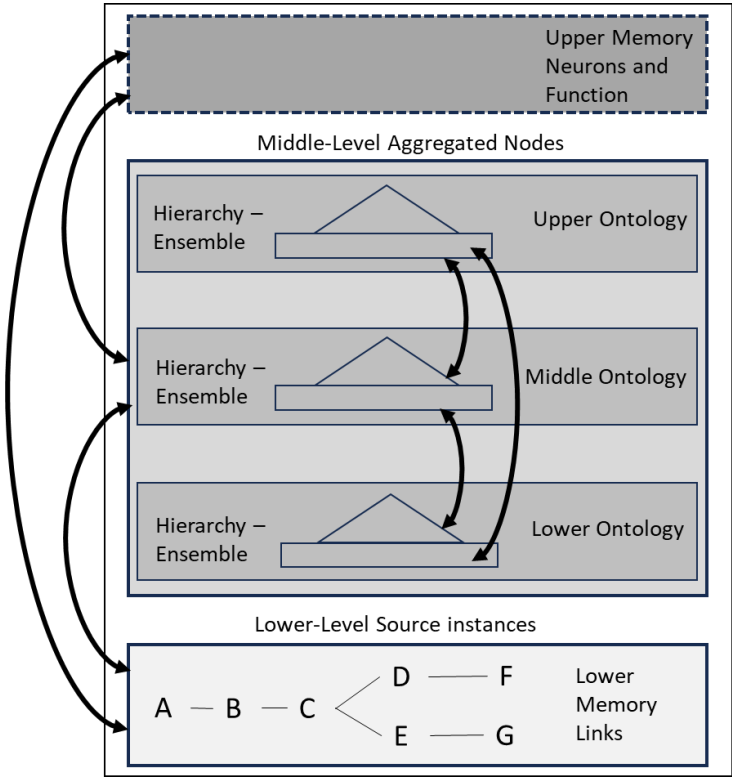 Upper Memory
Neurons and
Function
Middle-Level Aggregated Nodes
Hierarchy –
Ensemble
Upper Ontology
Hierarchy –
Ensemble
Middle Ontology
Hierarchy –
Ensemble
Lower Ontology
Lower-Level Source instances
D F
A B C
E G
Lower
Memory
Links